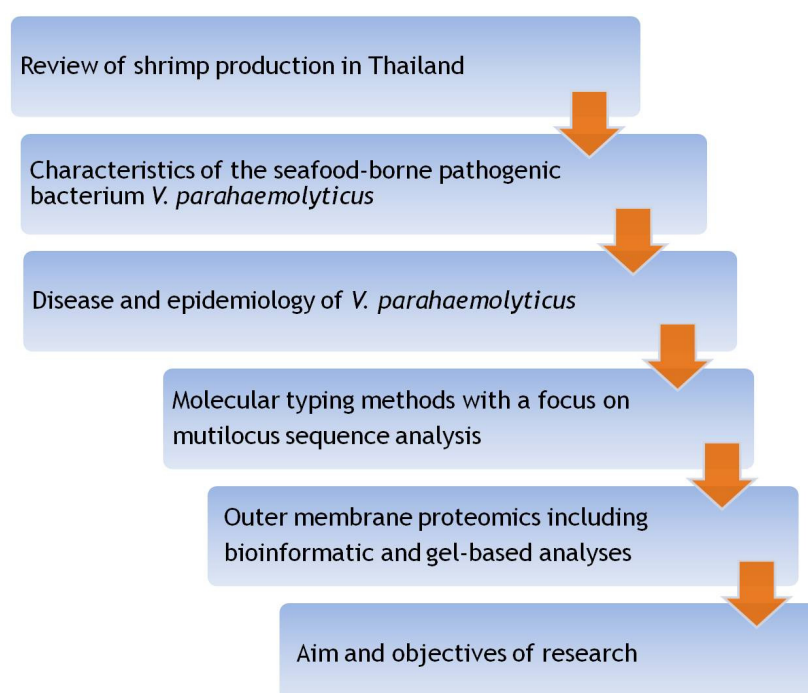 Review of shrimp production in Thailand
Characteristics of the seafood-borne pathogenic
bacterium V. parahaemolyticus
Disease and epidemiology of V. parahaemolyticus
Molecular typing methods with a focus on
mutilocus sequence analysis
Outer membrane proteomics including
bioinformatic and gel-based analyses
Aim and objectives of research